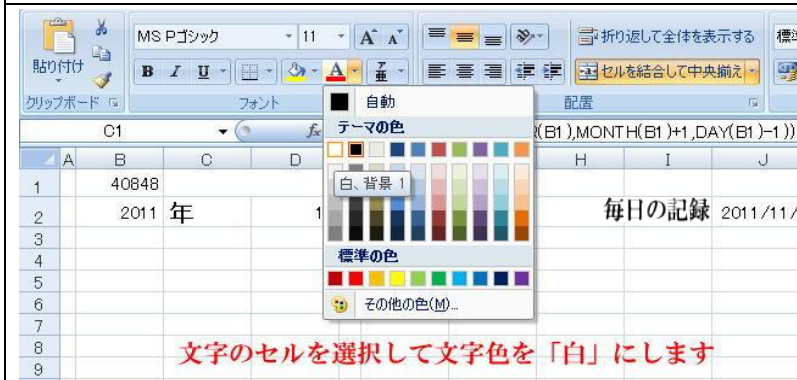 MS Pゴシック 11 A A 折り返して全体を表示する 標準
貼り付け B I U A 亜 セルを結合して中央揃え
クリップボード フォント 配置
自動
C1 fx (B1),MONTH(B1)+1,DAY(B1)-1))
テーマの色
A B C D H I J
白、背景 1
1 40848
2 2011 年 1 毎日の記録 2011/11/
3
標準の色
4
5
6 その他の色(M)...
7
8 文字のセルを選択して文字色を「白」にします
9